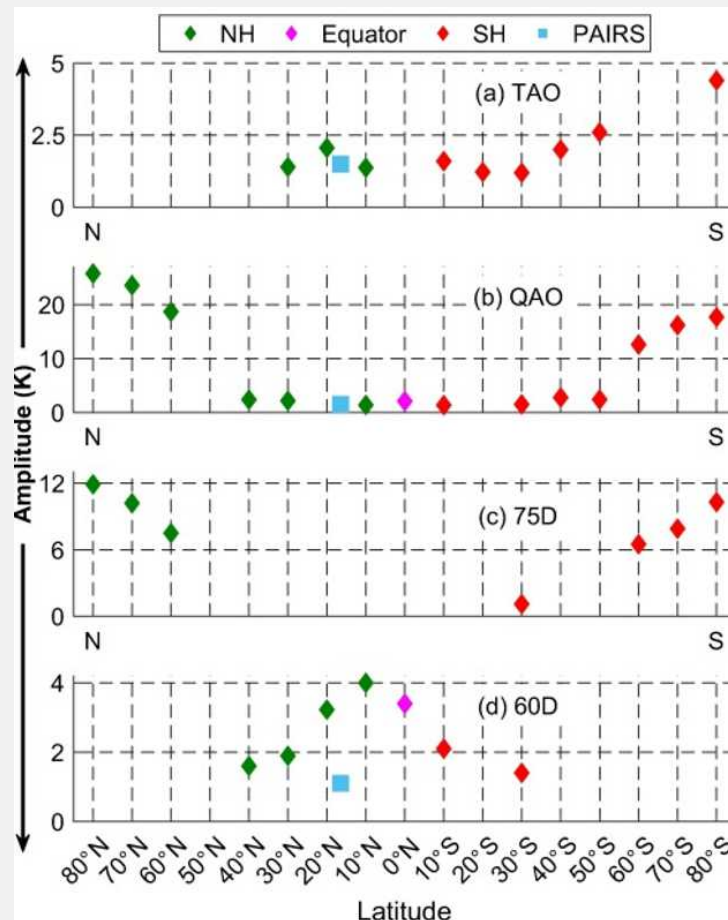 NH Equator SH PAIRS
Amplitude (K)
5
(a) TAO
2.5
0
N S
(b) QAO
20
10
0
N S
12
(c) 75D
6
0
N S
4
(d) 60D
2
0
80°N 70°N 60°N 50°N 40°N 30°N 20°N 10°N 0°N 10°S 20°S 30°S 40°S 50°S 60°S 70°S 80°S
Latitude